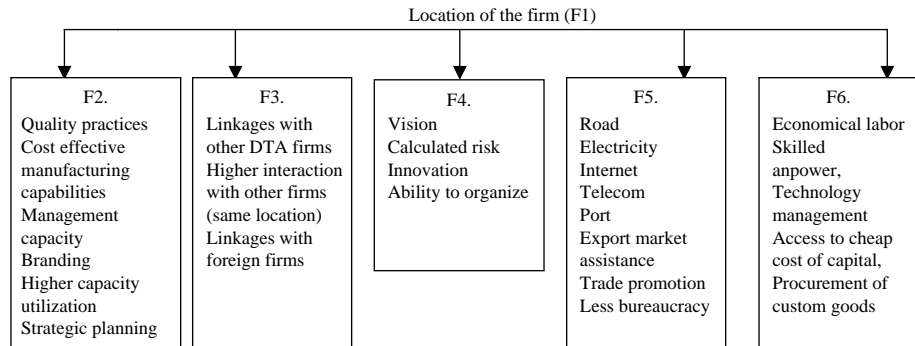 Location of the firm (F1)
F2.
Quality practices
Cost effective
manufacturing
capabilities
Management
capacity
Branding
Higher capacity
utilization
Strategic planning
F3.
Linkages with
other DTA firms
Higher interaction
with other firms
(same location)
Linkages with
foreign firms
F4.
Vision
Calculated risk
Innovation
Ability to organize
F5.
Road
Electricity
Internet
Telecom
Port
Export market
assistance
Trade promotion
Less bureaucracy
F6.
Economical labor
Skilled
anpower,
Technology
management
Access to cheap
cost of capital,
Procurement of
custom goods